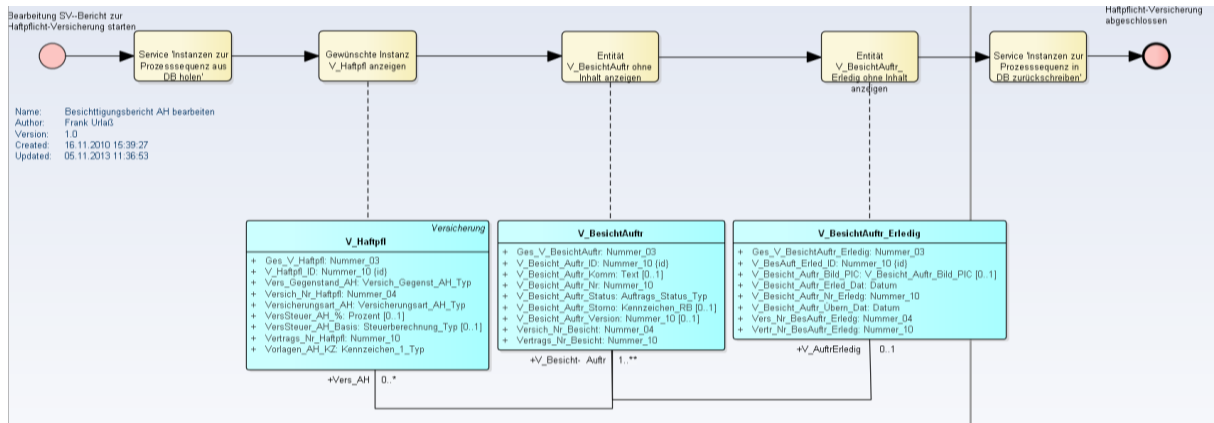 Bearbeitung SV--Bericht zur
Haftpflicht-Versicherung starten
Haftpflicht-Versicherung
abgeschlossen
Service 'Instanzen zur
Prozesssequenz aus
DB holen'
Gewünschte Instanz
V_Haftpfl anzeigen
Entität
V_BesichtAuftr ohne
Inhalt anzeigen
Entität
V_BesichtAuftr_
Erledig ohne Inhalt
anzeigen
Service 'Instanzen zur
Prozesssequenz in
DB zurückschreiben'
Name: Besichttigungsbericht AH bearbeiten
Author: Frank Urlaß
Version: 1.0
Created: 16.11.2010 15:39:27
Updated: 05.11.2013 11:36:53
Versicherung
V_Haftpfl
+ Ges_V_Haftpfl: Nummer_03
+ V_Haftpfl_ID: Nummer_10 {id}
+ Vers_Gegenstand_AH: Versich_Gegenst_AH_Typ
+ Versich_Nr_Haftpfl: Nummer_04
+ Versicherungsart_AH: Versicherungsart_AH_Typ
+ VersSteuer_AH_%: Prozent [0..1]
+ VersSteuer_AH_Basis: Steuerberechnung_Typ [0..1]
+ Vertrags_Nr_Haftpfl: Nummer_10
+ Vorlagen_AH_KZ: Kennzeichen_1_Typ
V_BesichtAuftr
+ Ges_V_BesichtAuftr: Nummer_03
+ V_Besicht_Auftr_ID: Nummer_10 {id}
+ V_Besicht_Auftr_Komm: Text [0..1]
+ V_Besicht_Auftr_Nr: Nummer_10
+ V_Besicht_Auftr_Status: Auftrags_Status_Typ
+ V_Besicht_Auftr_Storno: Kennzeichen_RB [0..1]
+ V_Besicht_Auftr_Version: Nummer_10 [0..1]
+ Versich_Nr_Besicht: Nummer_04
+ Vertrags_Nr_Besicht: Nummer_10
V_BesichtAuftr_Erledig
+ Ges_V_BesichtAuftr_Erledig: Nummer_03
+ V_BesAuft_Erled_ID: Nummer_10 {id}
+ V_Besicht_Auftr_Bild_PIC: V_Besicht_Auftr_Bild_PIC [0..1]
+ V_Besicht_Auftr_Erled_Dat: Datum
+ V_Besicht_Auftr_Nr_Erledg: Nummer_10
+ V_Besicht_Auftr_Übern_Dat: Datum
+ Vers_Nr_BesAuftr_Erledg: Nummer_04
+ Vertr_Nr_BesAuftr_Erledg: Nummer_10
+Vers_AH 0..*
+V_Besicht- Auftr 1..**
+V_AuftrErledig 0..1